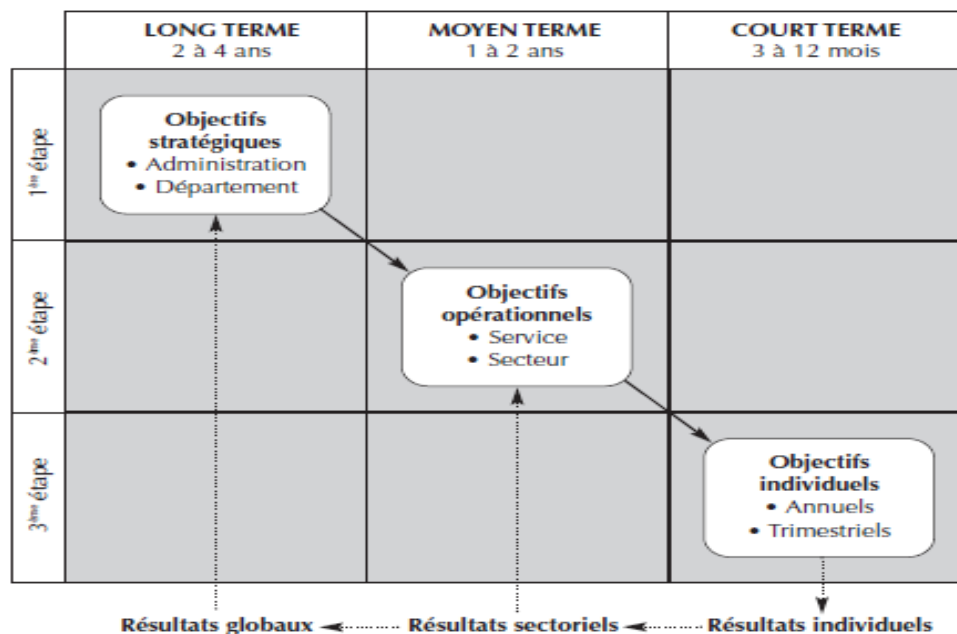 LONG TERME
2 à 4 ans
MOYEN TERME
1 à 2 ans
COURT TERME
3 à 12 mois
1ère étape
Objectifs
stratégiques
• Administration
• Département
2ème étape
Objectifs
opérationnels
• Service
• Secteur
3ème étape
Objectifs
individuels
• Annuels
• Trimestriels
Résultats globaux
Résultats sectoriels
Résultats individuels